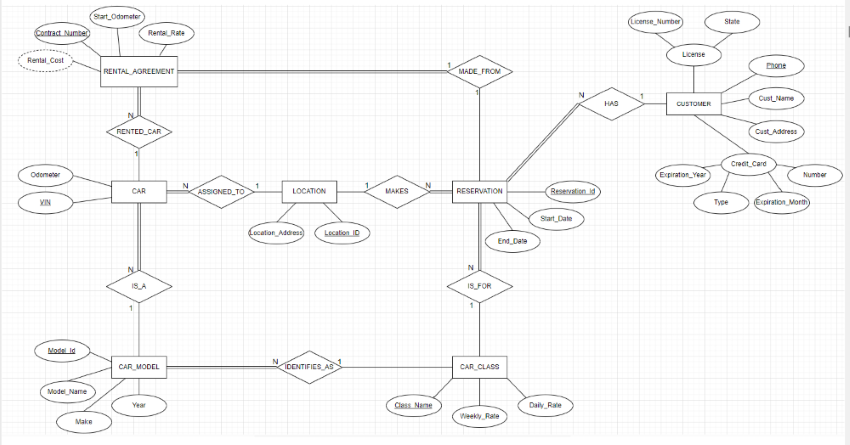 Start_Odometer
License_Number
State
Contract_Number
Rental_Rate
Rental_Cost
License
RENTAL_AGREEMENT
1
MADE_FROM
1
Phone
N
HAS
1
CUSTOMER
Cust_Name
N
RENTED_CAR
1
Cust_Address
Credit_Card
Odometer
Expiration_Year
Number
CAR
N
ASSIGNED_TO
1
LOCATION
1
MAKES
N
RESERVATION
Reservation_Id
VIN
Type
Expiration_Month
Start_Date
Location_Address
Location_ID
End_Date
N
IS_A
1
N
IS_FOR
1
Model_Id
CAR_MODEL
N
IDENTIFIES_AS
1
CAR_CLASS
Model_Name
Year
Class_Name
Daily_Rate
Weekly_Rate
Make